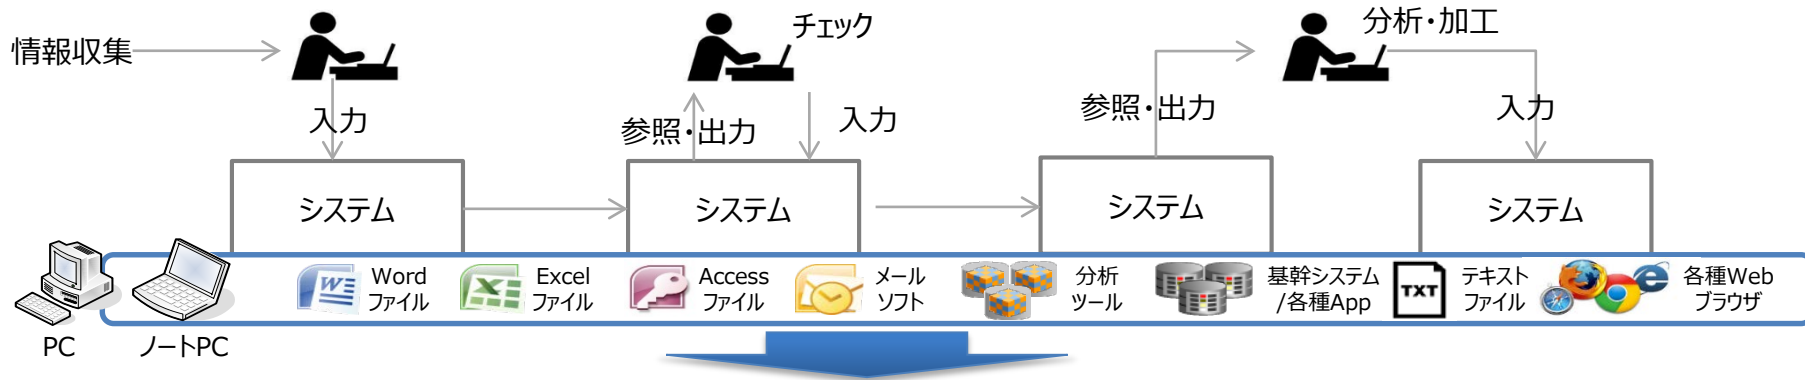 情報収集
チェック
分析・加工
入力
参照・出力
入力
参照・出力
入力
システム
システム
システム
システム
Word
ファイル
Excel
ファイル
Access
ファイル
メール
ソフト
分析
ツール
基幹システム
/各種App
TXT
テキスト
ファイル
各種Web
ブラウザ
PC
ノートPC